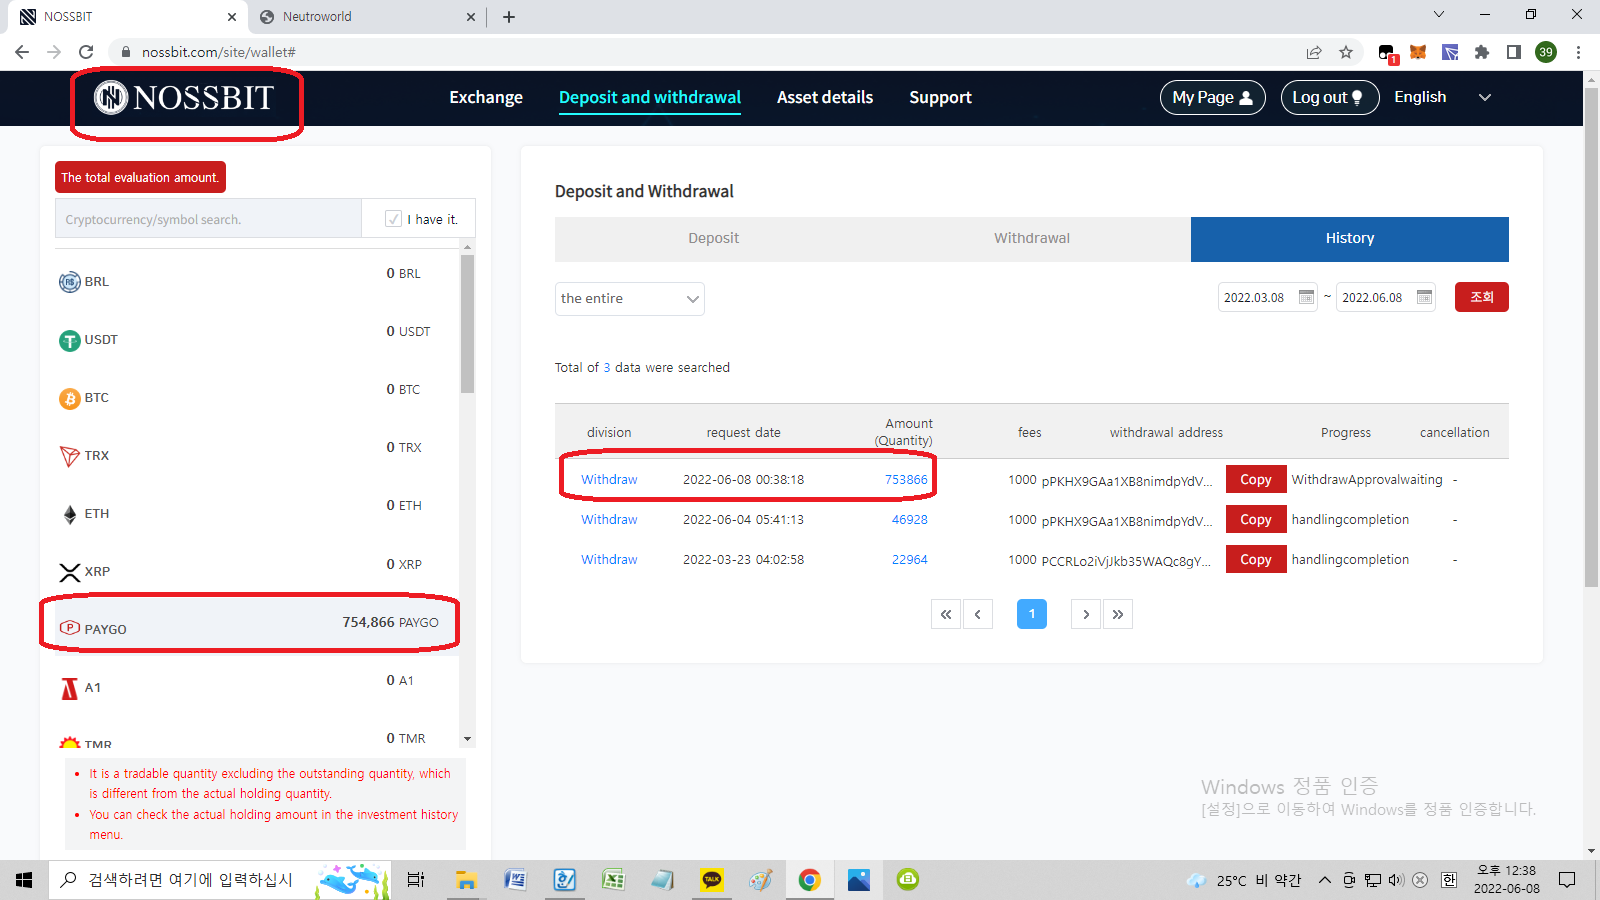 NOSSBIT
Neutroworld
nossbit.com/site/wallet#
1
39
NOSSBIT
Exchange
Deposit and withdrawal
Asset details
Support
My Page
Log out
English
The total evaluation amount.
Cryptocurrency/symbol search.
I have it.
BRL 0 BRL
USDT 0 USDT
BTC 0 BTC
TRX 0 TRX
ETH 0 ETH
XRP 0 XRP
PAYGO 754,866 PAYGO
A1 0 A1
TMR 0 TMR
It is a tradable quantity excluding the outstanding quantity, which
is different from the actual holding quantity.
You can check the actual holding amount in the investment history
menu.
Deposit and Withdrawal
Deposit
Withdrawal
History
the entire
2022.03.08 ~ 2022.06.08 조회
Total of 3 data were searched
division request date Amount (Quantity) fees withdrawal address Progress cancellation
Withdraw 2022-06-08 00:38:18 753866 1000 pPKHX9GAa1XB8nimdpYdV... Copy WithdrawApprovalwaiting -
Withdraw 2022-06-04 05:41:13 46928 1000 pPKHX9GAa1XB8nimdpYdV... Copy handlingcompletion -
Withdraw 2022-03-23 04:02:58 22964 1000 PCCRLo2iVjJkb35WAQc8gY... Copy handlingcompletion -
« ‹ 1 › »
Windows 정품 인증
[설정]으로 이동하여 Windows를 정품 인증합니다.
검색하려면 여기에 입력하십시
TALK
25°C 비 약간
한
오후 12:38
2022-06-08